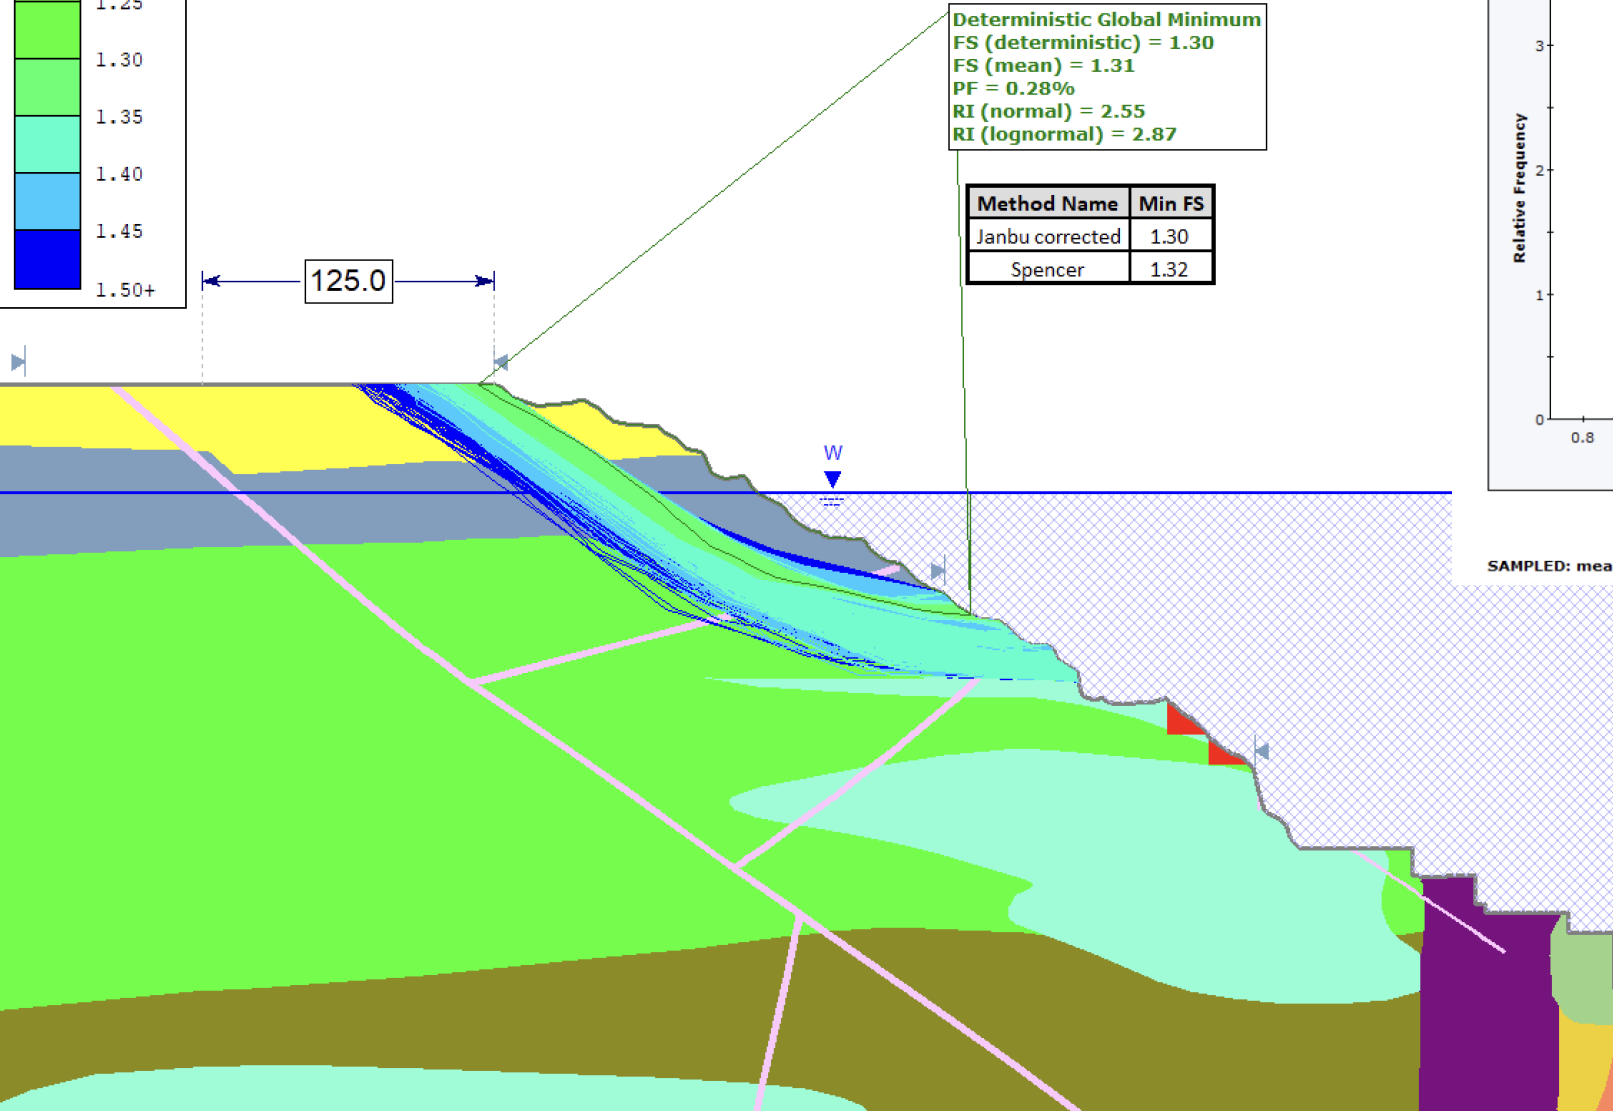 1.25
1.30
1.35
1.40
1.45
1.50+
125.0
Deterministic Global Minimum
FS (deterministic) = 1.30
FS (mean) = 1.31
PF = 0.28%
RI (normal) = 2.55
RI (lognormal) = 2.87
Method Name Min FS
Janbu corrected 1.30
Spencer 1.32
W
Relative Frequency
3
2
1
0
0.8
SAMPLED: mea